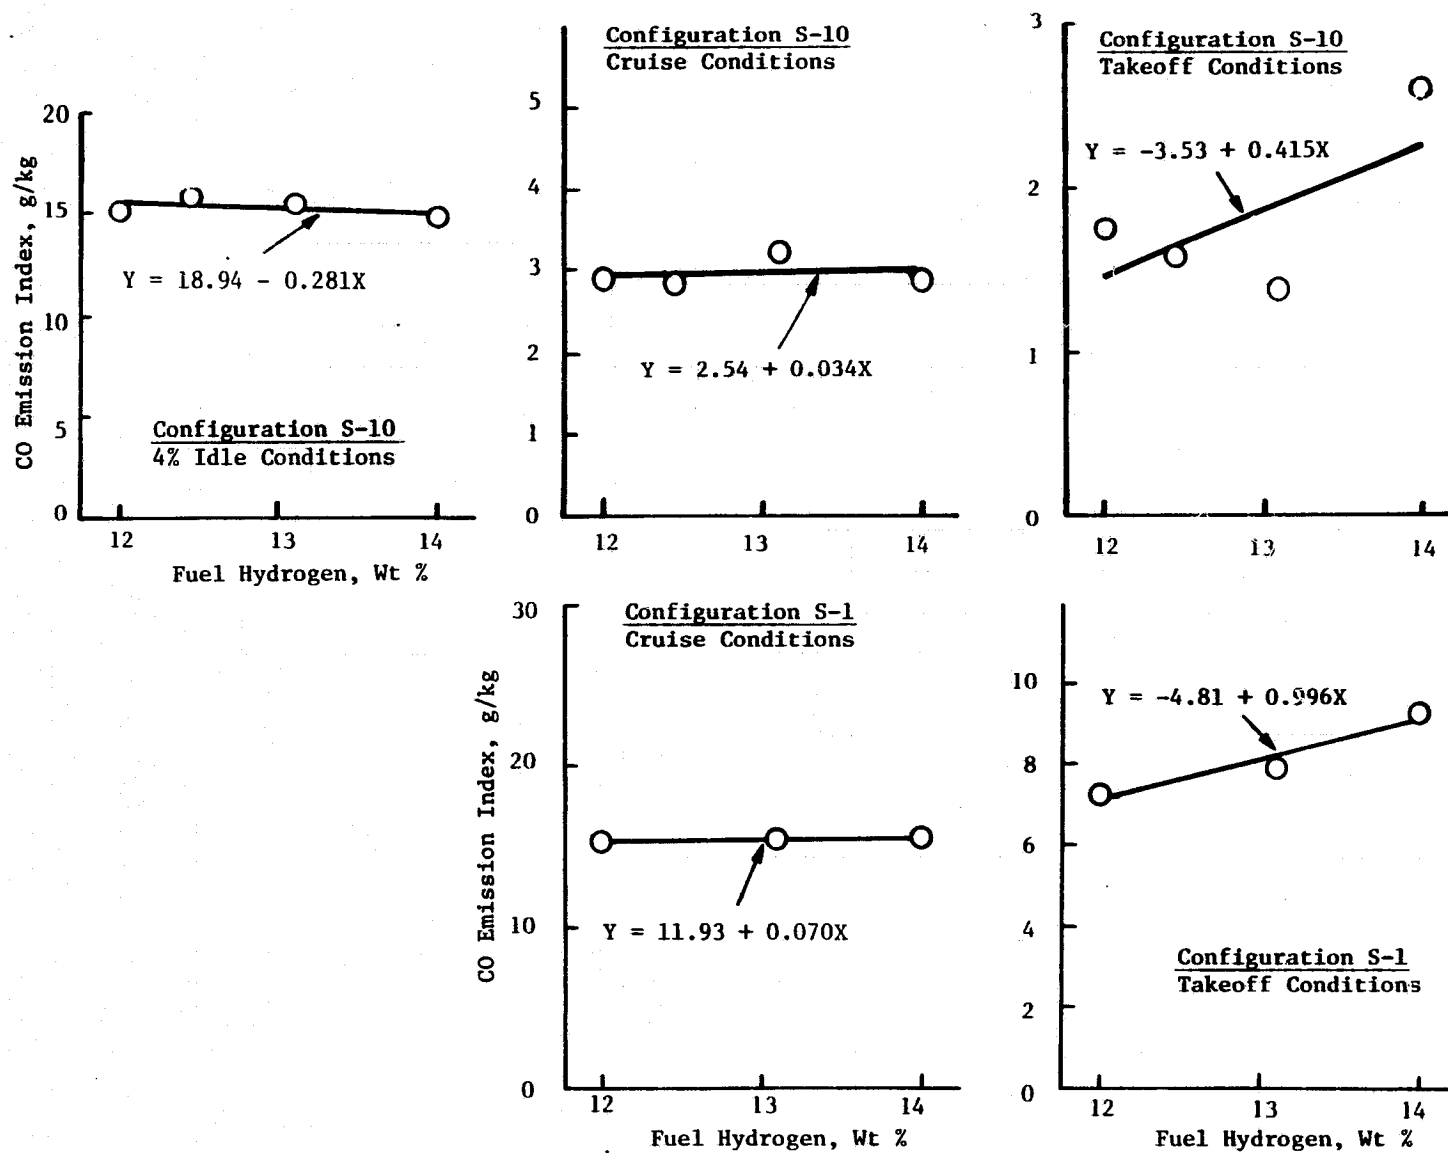 Configuration S-10
Cruise Conditions
5
4
3
2
1
0
12 13 14
Y = 2.54 + 0.034X
Configuration S-10
Takeoff Conditions
3
2
1
0
12 13 14
Y = -3.53 + 0.415X
CO Emission Index, g/kg
20
15
10
5
0
Y = 18.94 - 0.281X
Configuration S-10
4% Idle Conditions
12 13 14
Fuel Hydrogen, Wt %
Configuration S-1
Cruise Conditions
CO Emission Index, g/kg
30
20
10
0
Y = 11.93 + 0.070X
12 13 14
Fuel Hydrogen, Wt %
10
8
6
4
2
0
Y = -4.81 + 0.996X
Configuration S-1
Takeoff Conditions
12 13 14
Fuel Hydrogen, Wt %